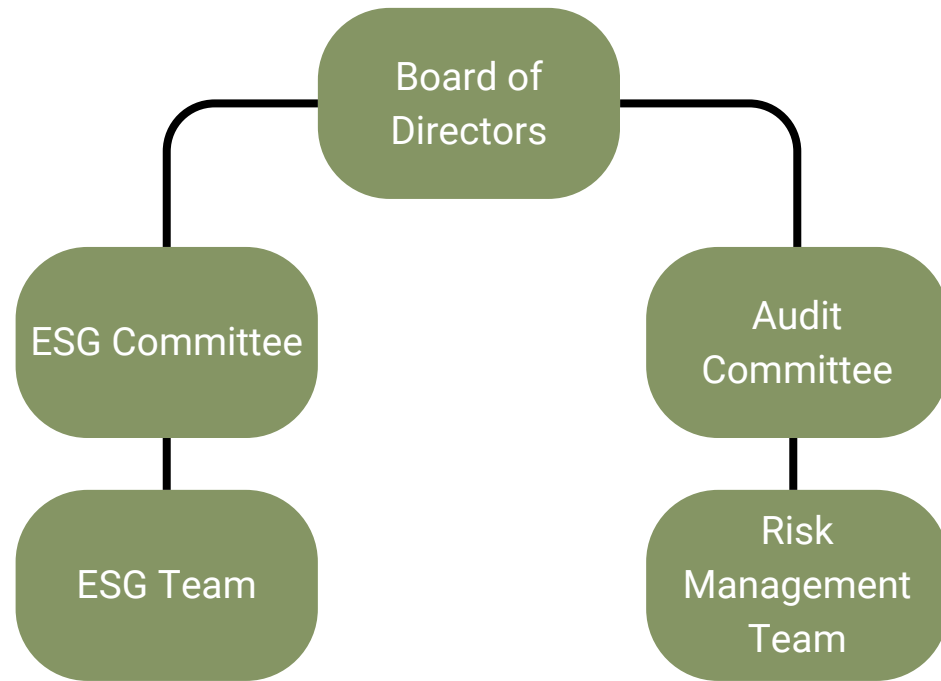 Board of
Directors
ESG Committee
Audit
Committee
ESG Team
Risk
Management
Team